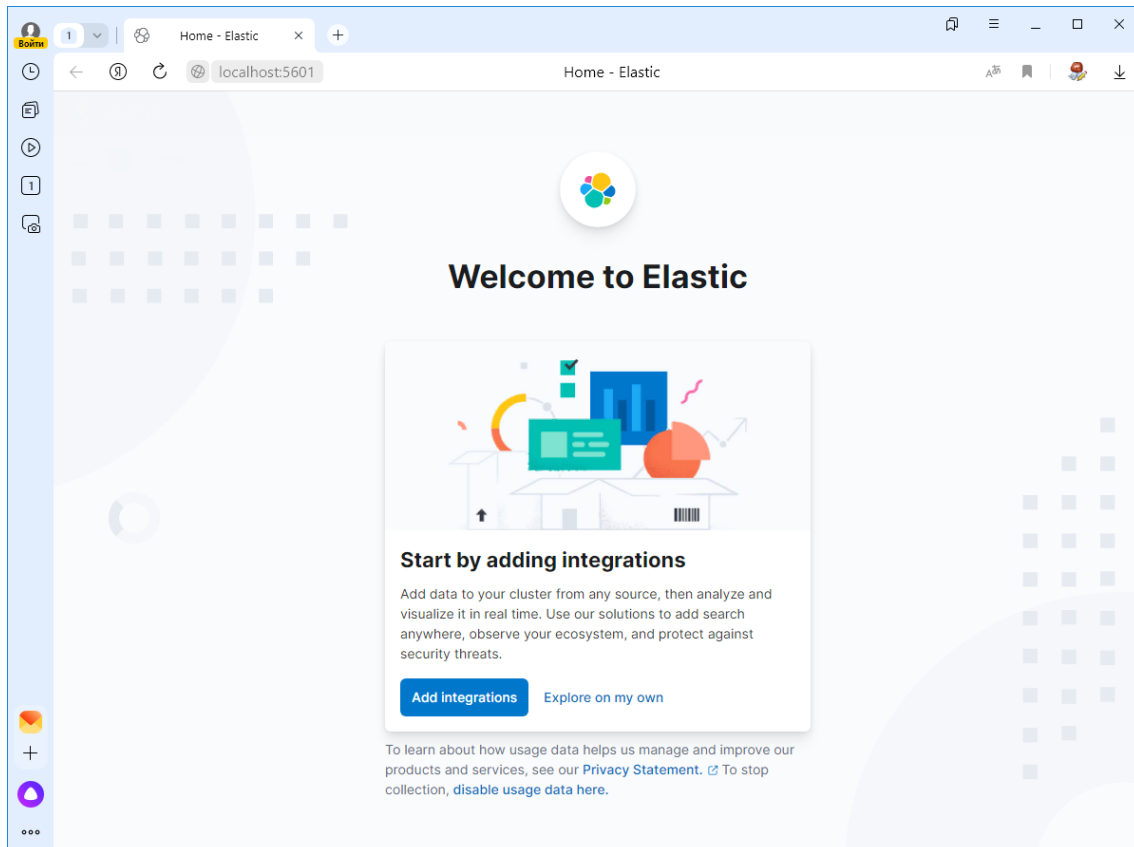 Войти
1
Home - Elastic
Я
localhost:5601
Home - Elastic
1
Welcome to Elastic
Start by adding integrations
Add data to your cluster from any source, then analyze and
visualize it in real time. Use our solutions to add search
anywhere, observe your ecosystem, and protect against
security threats.
Add integrations
Explore on my own
To learn about how usage data helps us manage and improve our
products and services, see our Privacy Statement. To stop
collection, disable usage data here.